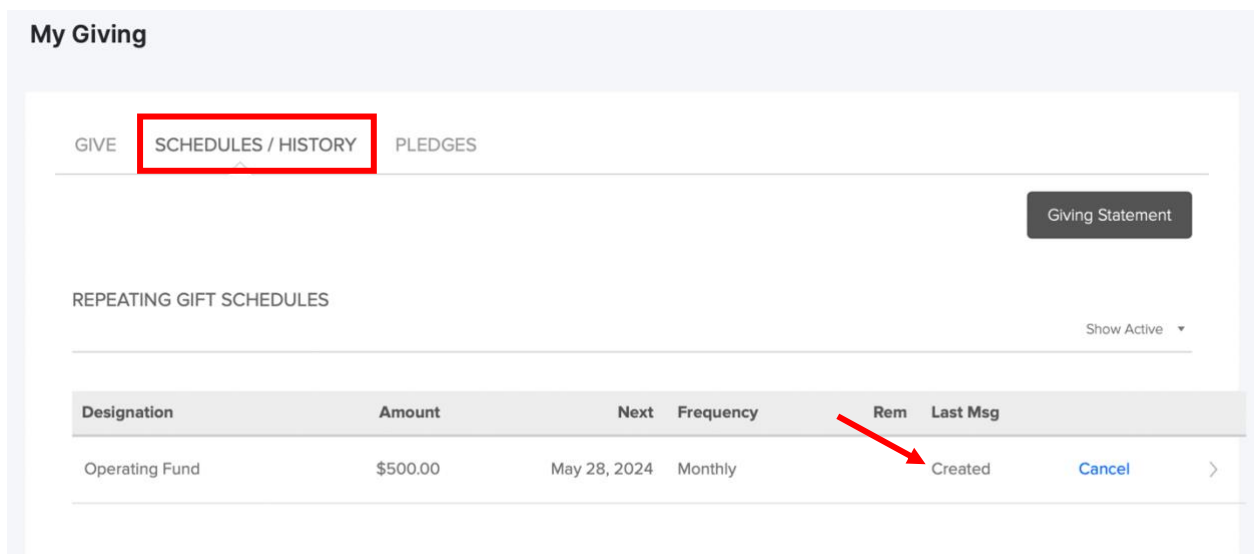 My Giving
GIVE SCHEDULES / HISTORY PLEDGES
Giving Statement
REPEATING GIFT SCHEDULES
Show Active
Designation Amount Next Frequency Rem Last Msg
Operating Fund $500.00 May 28, 2024 Monthly Created Cancel